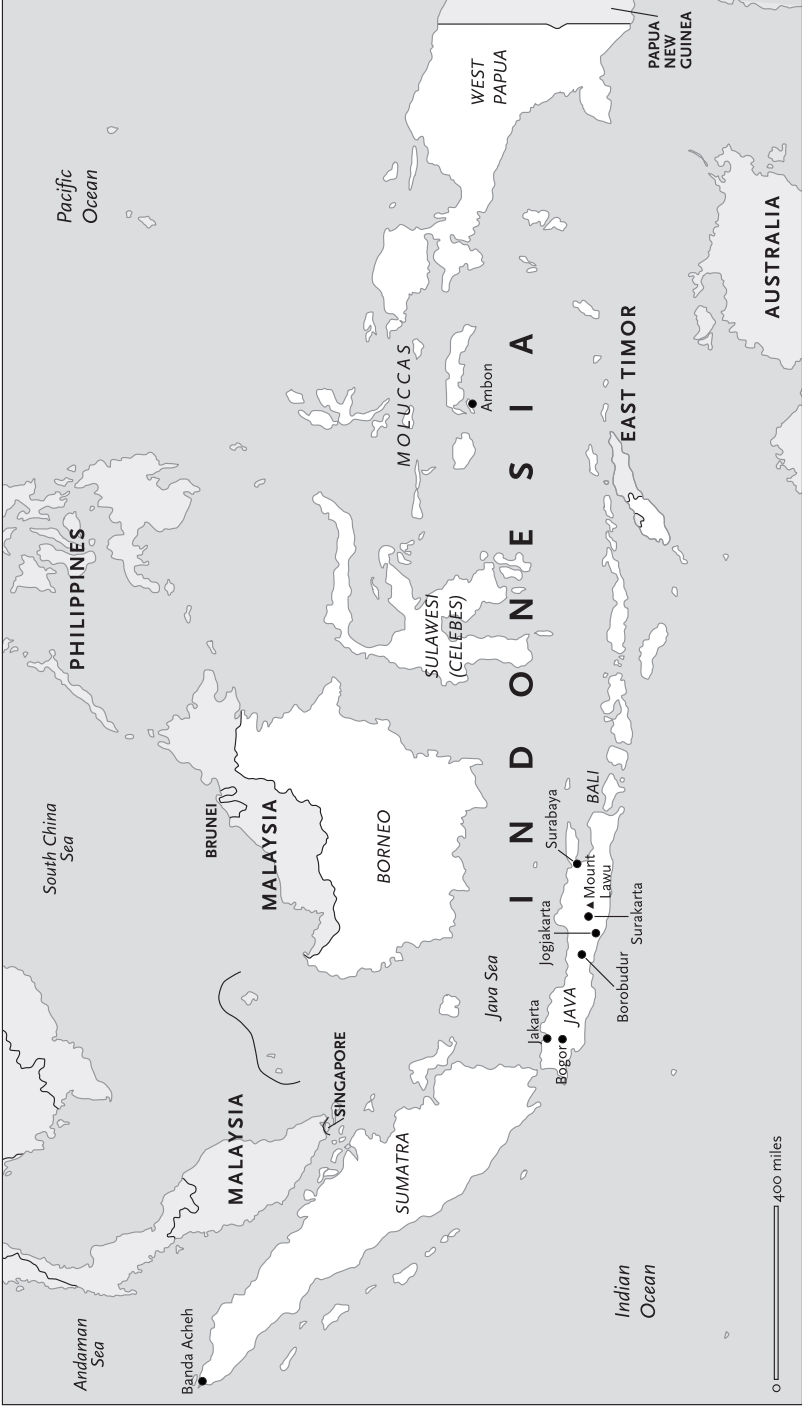 Andaman
Sea
South China
Sea
PHILIPPINES
Pacific
Ocean
Banda Acheh
MALAYSIA
SINGAPORE
BRUNEI
MALAYSIA
BORNEO
SUMATRA
SULAWESI
(CELEBES)
MOLUCCAS
Ambon
WEST
PAPUA
PAPUA
NEW
GUINEA
Java Sea
INDONESIA
Jakarta
Bogor
JAVA
Jogjakarta
Surabaya
Mount
Lawu
BALI
Borobudur
Surakarta
EAST TIMOR
AUSTRALIA
Indian
Ocean
0
400 miles